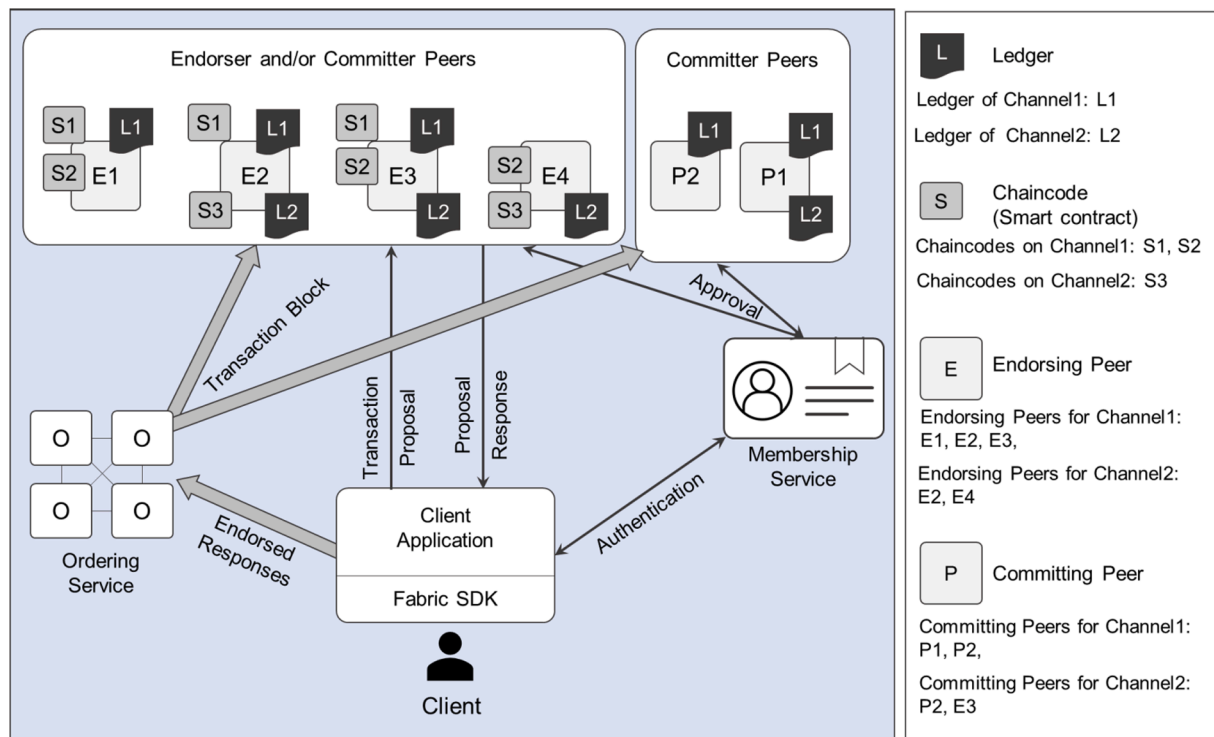 Endorser and/or Committer Peers
S1
L1
S2
E1
S1
L1
E2
S3
L2
S1
L1
S2
E3
L2
S2
E4
S3
L2
Committer Peers
L1
P2
L1
P1
L2
Transaction Block
Transaction
Proposal
Proposal
Response
Approval
Membership
Service
Authentication
O
O
O
O
Ordering
Service
Endorsed
Responses
Client
Application
Fabric SDK
Client
L
Ledger
Ledger of Channel1: L1
Ledger of Channel2: L2
S
Chaincode
(Smart contract)
Chaincodes on Channel1: S1, S2
Chaincodes on Channel2: S3
E
Endorsing Peer
Endorsing Peers for Channel1:
E1, E2, E3,
Endorsing Peers for Channel2:
E2, E4
P
Committing Peer
Committing Peers for Channel1:
P1, P2,
Committing Peers for Channel2:
P2, E3